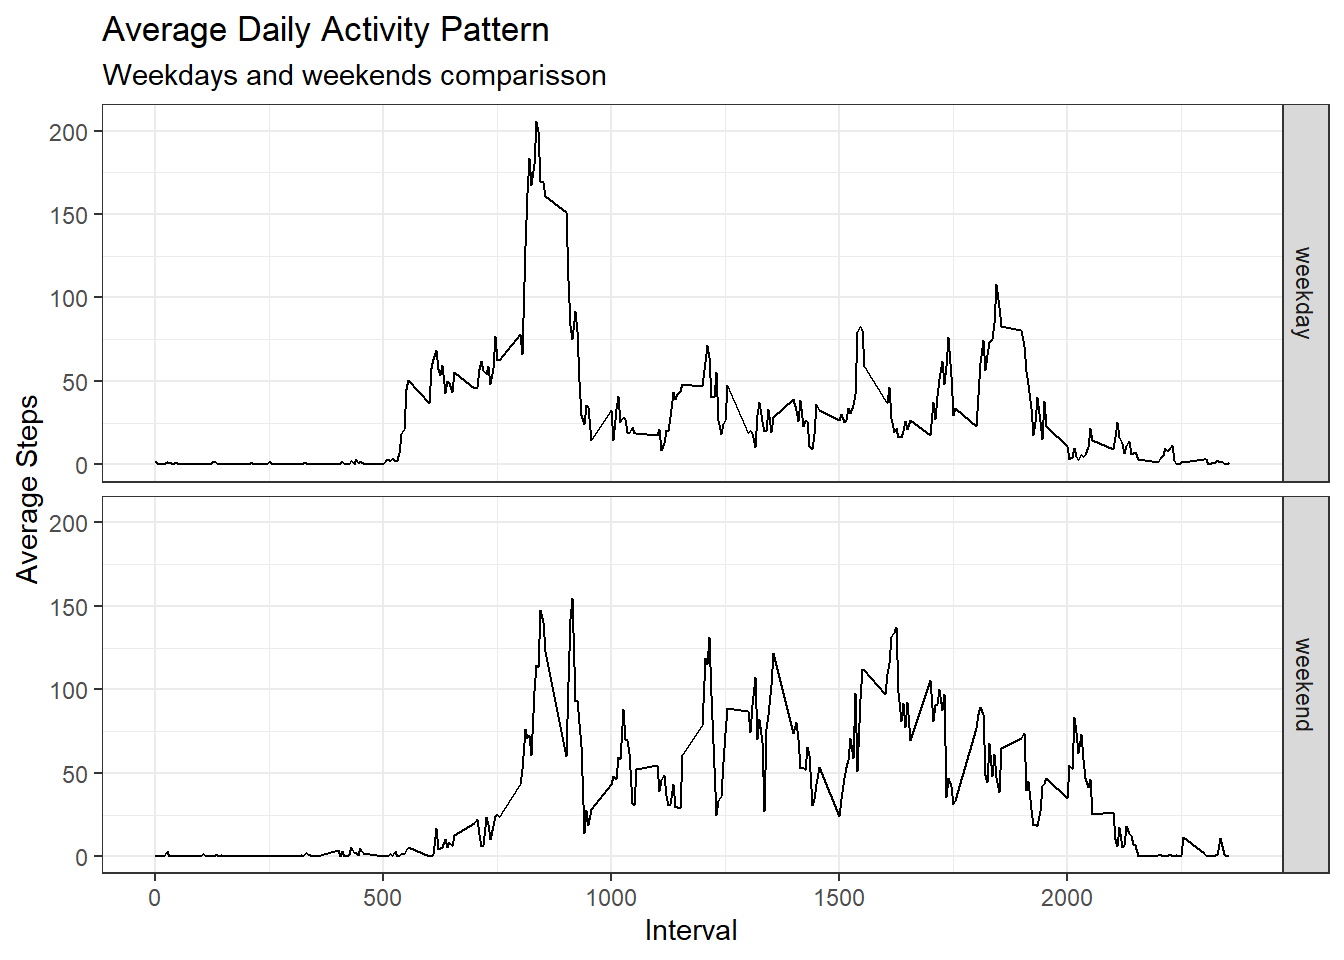 Average Daily Activity Pattern
Weekdays and weekends comparisson
Average Steps
200
150
100
50
0
weekday
200
150
100
50
0
weekend
0 500 1000 1500 2000
Interval